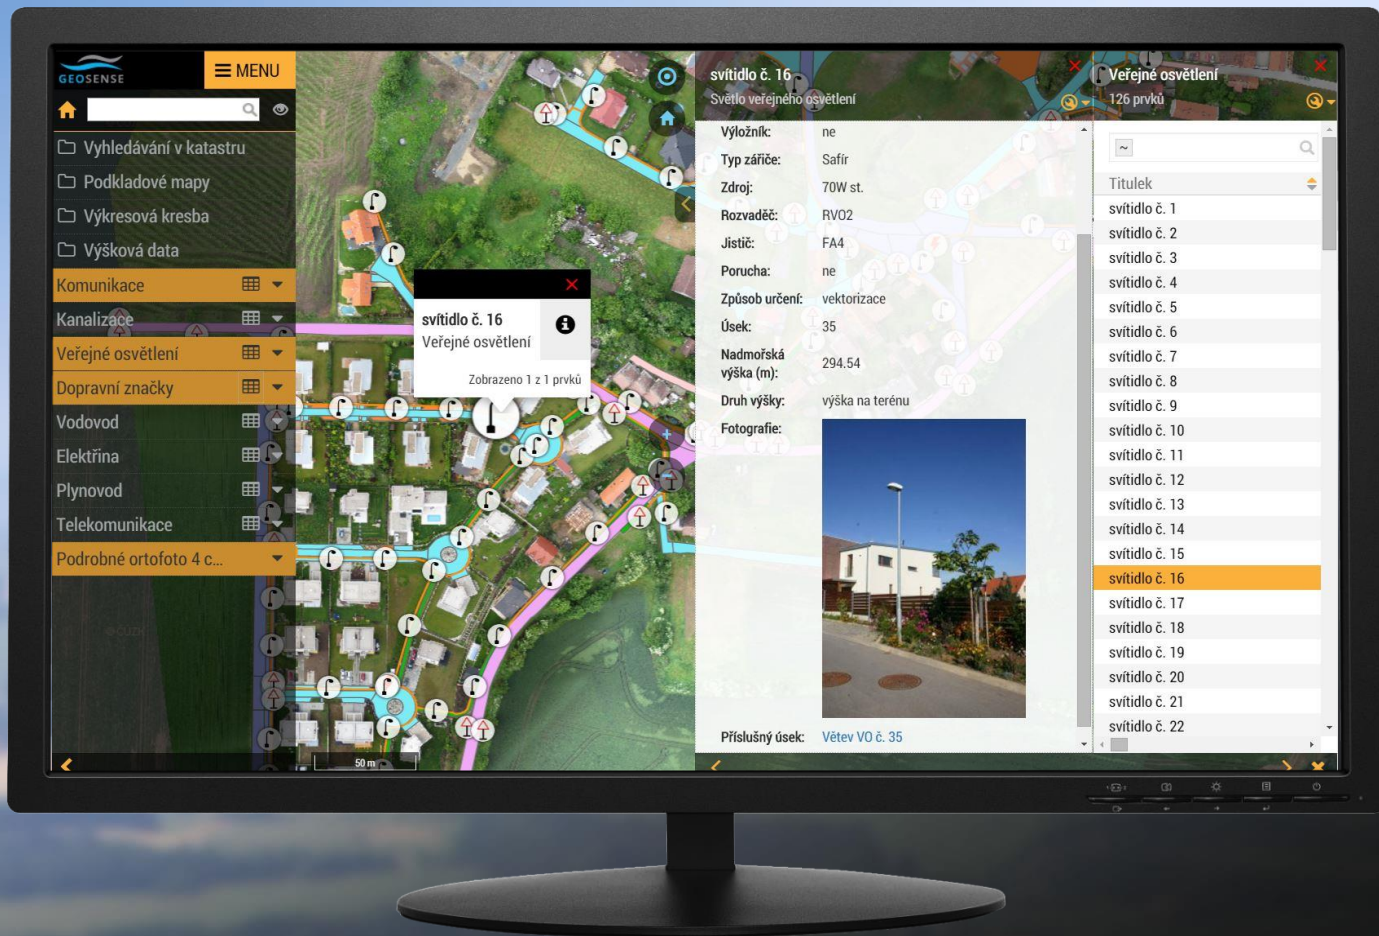 GEOSENSE
MENU
Vyhledávání v katastru
Podkladové mapy
Výkresová kresba
Výšková data
Komunikace
Kanalizace
Veřejné osvětlení
Dopravní značky
Vodovod
Elektřina
Plynovod
Telekomunikace
Podrobné ortofoto 4 c...
svítidlo č. 16
Veřejné osvětlení
Zobrazeno 1 z 1 prvků
50 m
svítidlo č. 16
Světlo veřejného osvětlení
Výložník: ne
Typ zářiče: Safír
Zdroj: 70W st.
Rozvaděč: RVO2
Jistič: FA4
Porucha: ne
Způsob určení: vektorizace
Úsek: 35
Nadmořská
výška (m): 294.54
Druh výšky: výška na terénu
Fotografie:
Příslušný úsek: Větev VO č. 35
Veřejné osvětlení
126 prvků
~
Titulek
svítidlo č. 1
svítidlo č. 2
svítidlo č. 3
svítidlo č. 4
svítidlo č. 5
svítidlo č. 6
svítidlo č. 7
svítidlo č. 8
svítidlo č. 9
svítidlo č. 10
svítidlo č. 11
svítidlo č. 12
svítidlo č. 13
svítidlo č. 14
svítidlo č. 15
svítidlo č. 16
svítidlo č. 17
svítidlo č. 18
svítidlo č. 19
svítidlo č. 20
svítidlo č. 21
svítidlo č. 22